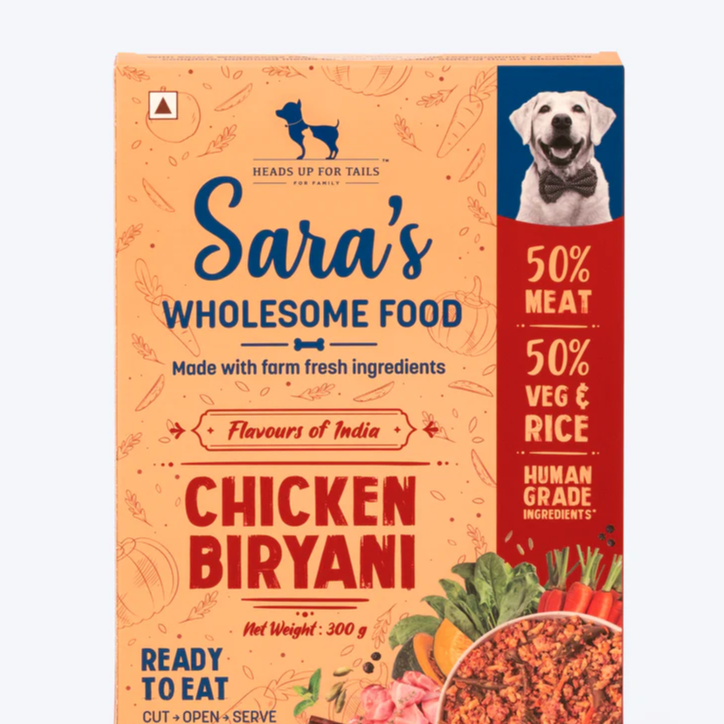 HEADS UP FOR TAILS
™
FOR FAMILY
Sara's
WHOLESOME FOOD
Made with farm fresh ingredients
Flavours of India
CHICKEN
BIRYANI
Net Weight : 300 g
READY
TO EAT
CUT → OPEN → SERVE
50%
MEAT
50%
VEG &
RICE
HUMAN
GRADE
INGREDIENTS*